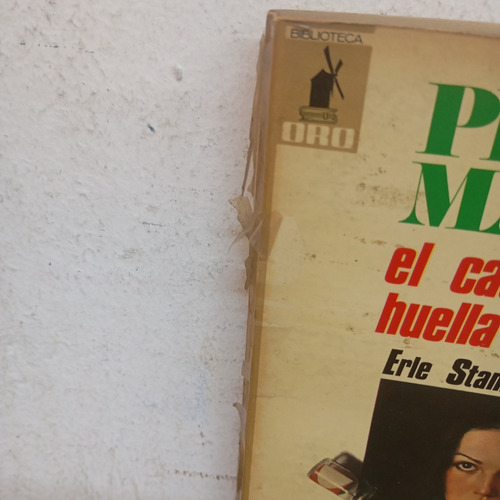 BIBLIOTECA
ORO
P
M
el ca
huella
Erle Stan